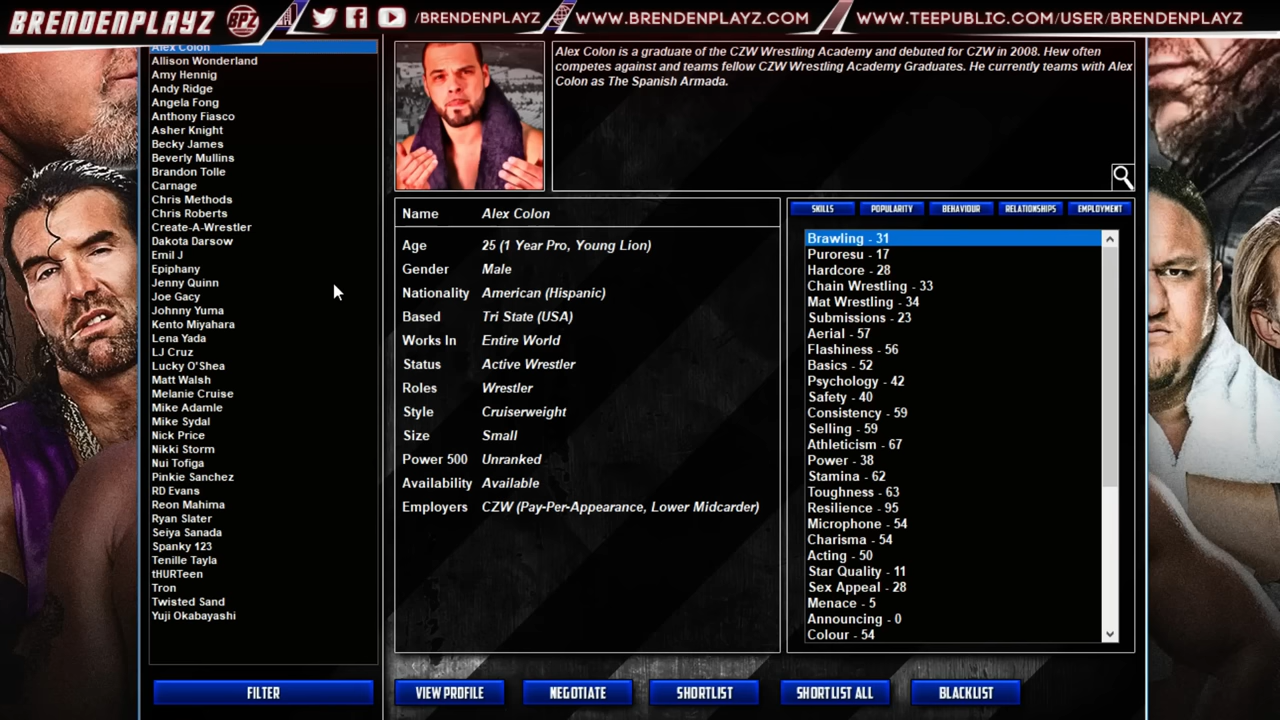 BRENDENPLAYZ BPZ /BRENDENPLAYZ WWW.BRENDENPLAYZ.COM WWW.TEEPUBLIC.COM/USER/BRENDENPLAYZ
Alex Colon
Allison Wonderland
Amy Hennig
Andy Ridge
Angela Fong
Anthony Fiasco
Asher Knight
Becky James
Beverly Mullins
Brandon Tolle
Carnage
Chris Methods
Chris Roberts
Create-A-Wrestler
Dakota Darsow
Emil J
Epiphany
Jenny Quinn
Joe Gacy
Johnny Yuma
Kento Miyahara
Lena Yada
LJ Cruz
Lucky O'Shea
Matt Walsh
Melanie Cruise
Mike Adamle
Mike Sydal
Nick Price
Nikki Storm
Nui Tofiga
Pinkie Sanchez
RD Evans
Reon Mahima
Ryan Slater
Seiya Sanada
Spanky 123
Tenille Tayla
tHURTeen
Tron
Twisted Sand
Yuji Okabayashi
FILTER
Alex Colon is a graduate of the CZW Wrestling Academy and debuted for CZW in 2008. Hew often
competes against and teams fellow CZW Wrestling Academy Graduates. He currently teams with Alex
Colon as The Spanish Armada.
Name Alex Colon
Age 25 (1 Year Pro, Young Lion)
Gender Male
Nationality American (Hispanic)
Based Tri State (USA)
Works In Entire World
Status Active Wrestler
Roles Wrestler
Style Cruiserweight
Size Small
Power 500 Unranked
Availability Available
Employers CZW (Pay-Per-Appearance, Lower Midcarder)
SKILLS POPULARITY BEHAVIOUR RELATIONSHIPS EMPLOYMENT
Brawling - 31
Puroresu - 17
Hardcore - 28
Chain Wrestling - 33
Mat Wrestling - 34
Submissions - 23
Aerial - 57
Flashiness - 56
Basics - 52
Psychology - 42
Safety - 40
Consistency - 59
Selling - 59
Athleticism - 67
Power - 38
Stamina - 62
Toughness - 63
Resilience - 95
Microphone - 54
Charisma - 54
Acting - 50
Star Quality - 11
Sex Appeal - 28
Menace - 5
Announcing - 0
Colour - 54
VIEW PROFILE NEGOTIATE SHORTLIST SHORTLIST ALL BLACKLIST